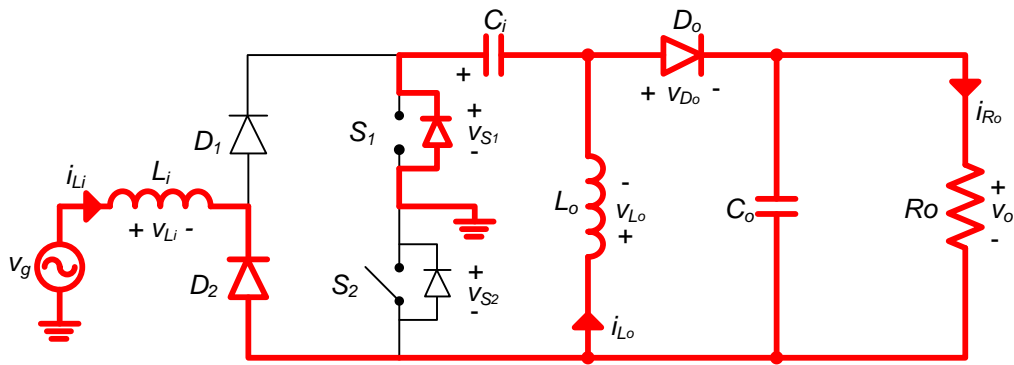 Ci
Do
+
+ vDo -
iRo
D1
S1
+
vS1
-
iLi
Li
+ vLi -
Lo
-
vLo
+
Co
Ro
+
vo
-
vg
D2
S2
+
vS2
-
iLo